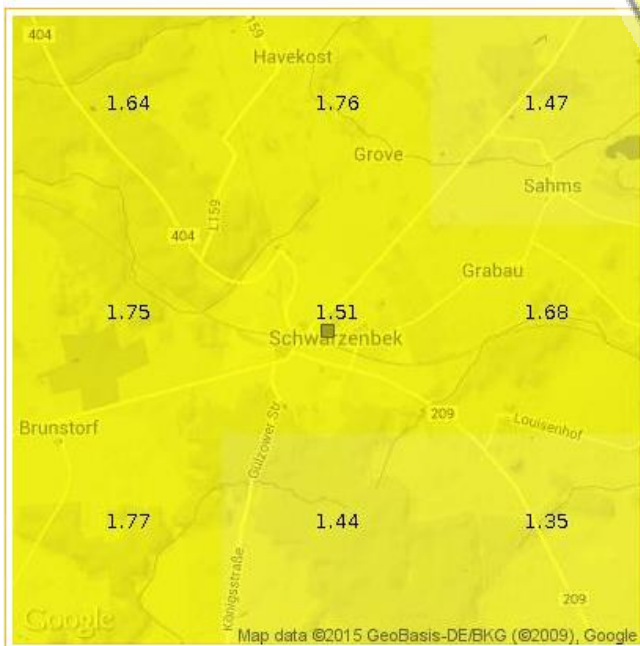 404
159
Havekost
1.64
1.76
1.47
Grove
Sahms
L159
404
Grabau
1.75
1.51
1.68
Schwarzenbek
209
Louisenhof
Brunstorf
Gülzower Str
1.77
1.44
1.35
Königsstraße
209
Google
Map data ©2015 GeoBasis-DE/BKG (©2009), Google